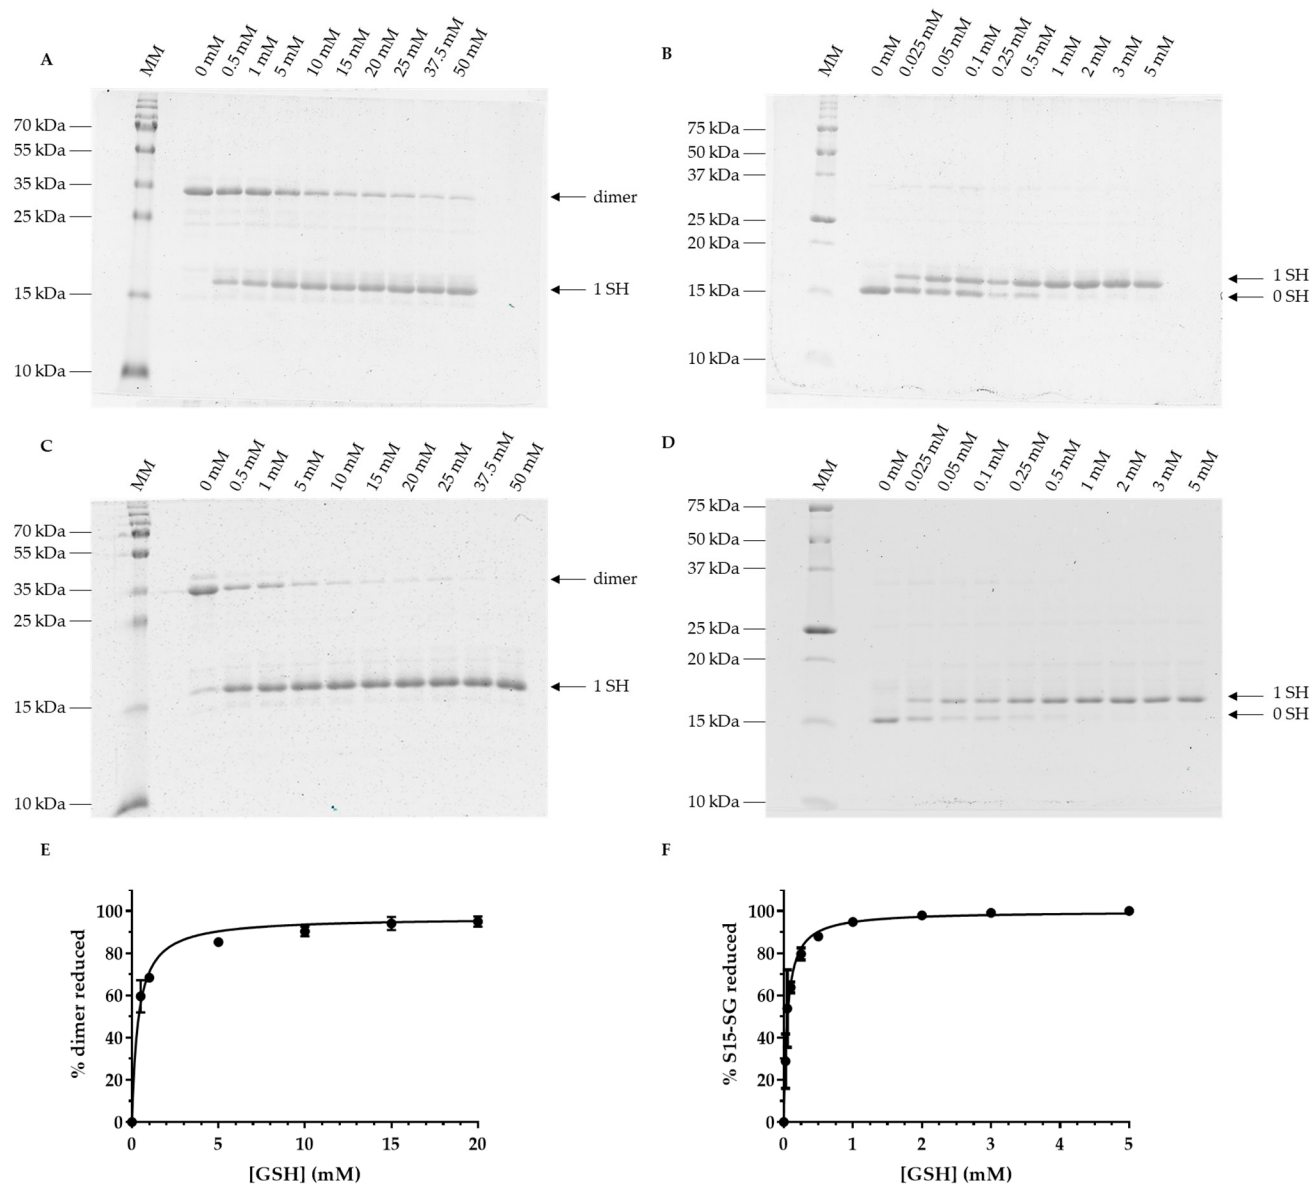 A
MM
0 mM
0.5 mM
1 mM
5 mM
10 mM
15 mM
20 mM
25 mM
37.5 mM
50 mM
70 kDa
55 kDa
35 kDa
25 kDa
15 kDa
10 kDa
dimer
1 SH
B
MM
0 mM
0.025 mM
0.05 mM
0.1 mM
0.25 mM
0.5 mM
1 mM
2 mM
3 mM
5 mM
75 kDa
50 kDa
37 kDa
25 kDa
20 kDa
15 kDa
10 kDa
1 SH
0 SH
C
MM
0 mM
0.5 mM
1 mM
5 mM
10 mM
15 mM
20 mM
25 mM
37.5 mM
50 mM
70 kDa
55 kDa
35 kDa
25 kDa
15 kDa
10 kDa
dimer
1 SH
D
MM
0 mM
0.025 mM
0.05 mM
0.1 mM
0.25 mM
0.5 mM
1 mM
2 mM
3 mM
5 mM
75 kDa
50 kDa
37 kDa
25 kDa
20 kDa
15 kDa
10 kDa
1 SH
0 SH
E
% dimer reduced
100
80
60
40
20
0
0 5 10 15 20
[GSH] (mM)
F
% S15-SG reduced
100
80
60
40
20
0
0 1 2 3 4 5
[GSH] (mM)